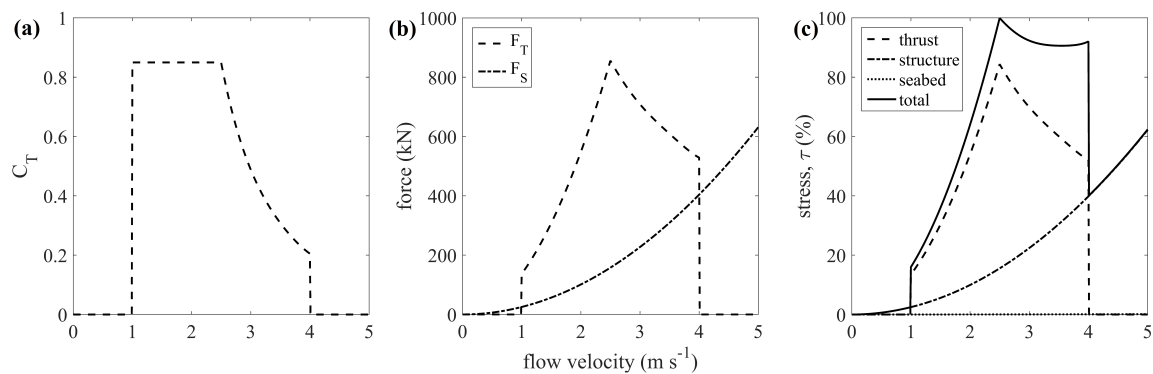 (a)
1
0.8
0.6
0.4
0.2
0
C_T
0 1 2 3 4 5
(b)
1000
800
600
400
200
0
force (kN)
F_T
F_S
0 1 2 3 4 5
flow velocity (m s⁻¹)
(c)
100
80
60
40
20
0
stress, τ (%)
thrust
structure
seabed
total
0 1 2 3 4 5